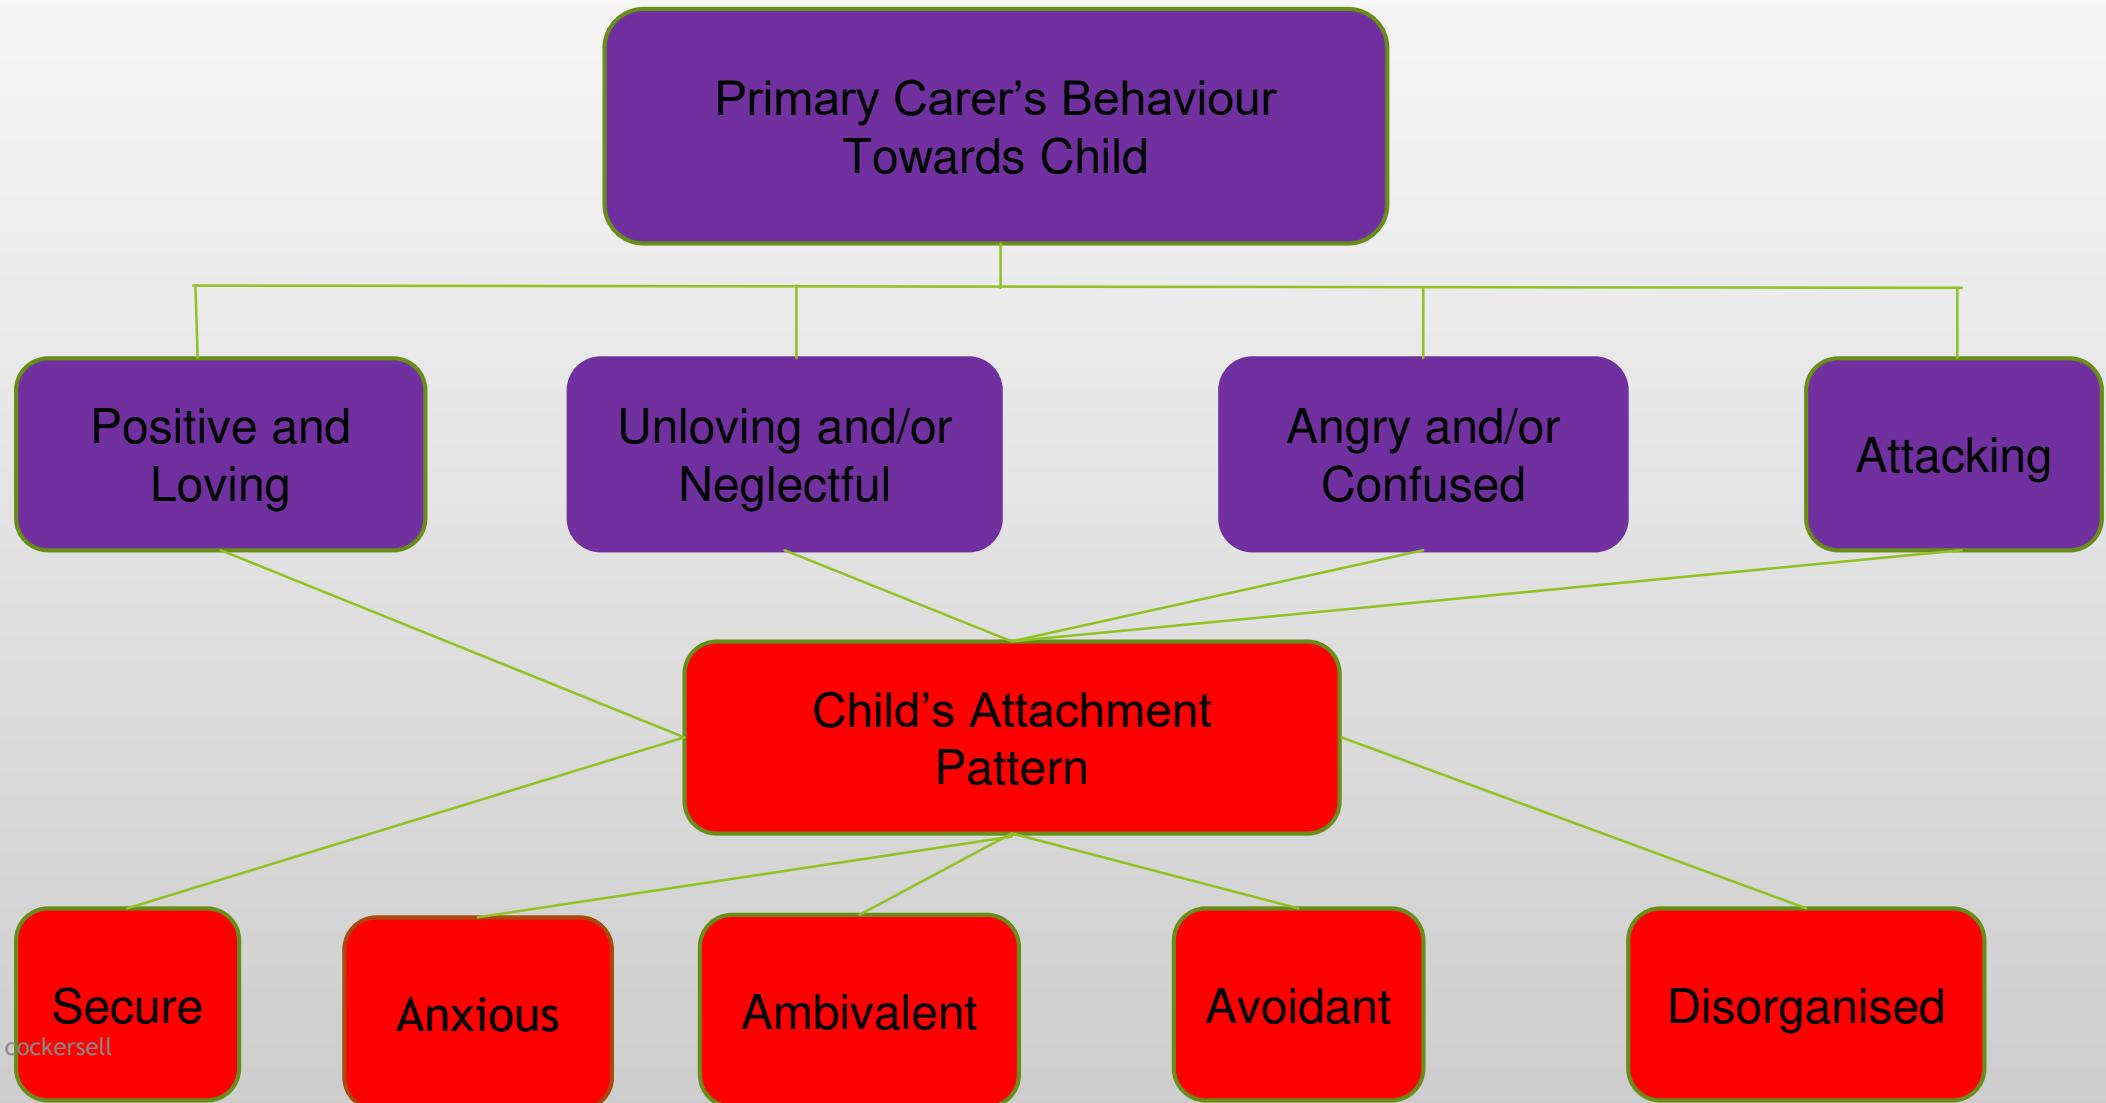 Primary Carer’s Behaviour
Towards Child
Positive and
Loving
Unloving and/or
Neglectful
Angry and/or
Confused
Attacking
Child’s Attachment
Pattern
Secure
Anxious
Ambivalent
Avoidant
Disorganised
cockersell